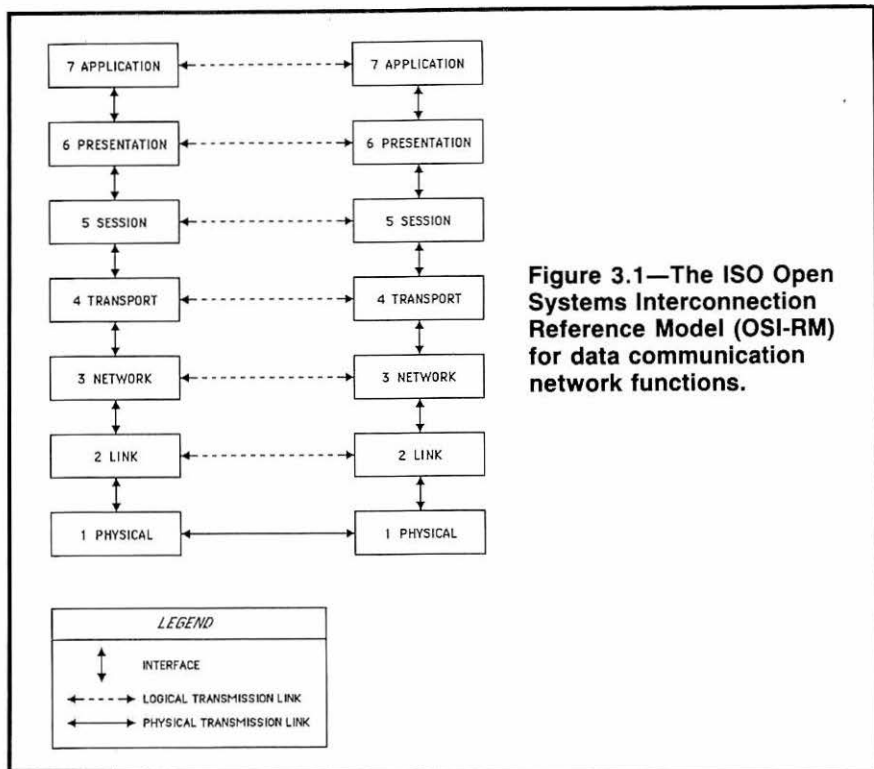 7 APPLICATION
7 APPLICATION
6 PRESENTATION
6 PRESENTATION
5 SESSION
5 SESSION
4 TRANSPORT
4 TRANSPORT
3 NETWORK
3 NETWORK
2 LINK
2 LINK
1 PHYSICAL
1 PHYSICAL
Figure 3.1—The ISO Open
Systems Interconnection
Reference Model (OSI-RM)
for data communication
network functions.
LEGEND
INTERFACE
LOGICAL TRANSMISSION LINK
PHYSICAL TRANSMISSION LINK